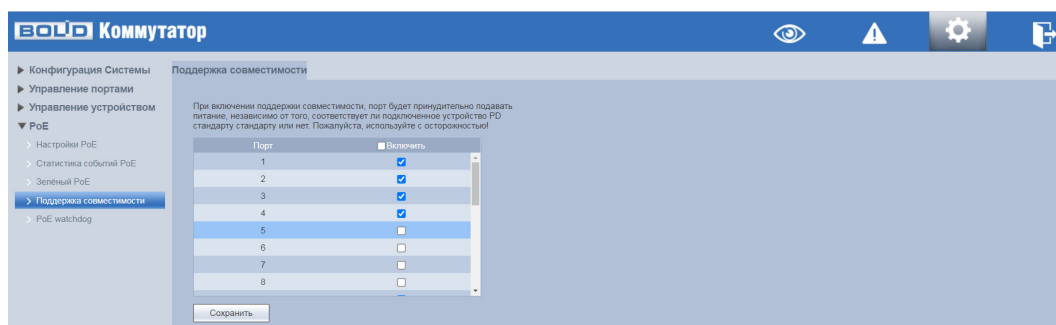 BOLID Коммутатор
Конфигурация Системы
Управление портами
Управление устройством
PoE
Настройки PoE
Статистика событий PoE
Зелёный PoE
Поддержка совместимости
PoE watchdog
Поддержка совместимости
При включении поддержки совместимости, порт будет принудительно подавать
питание, независимо от того, соответствует ли подключенное устройство PD
стандарту стандарту или нет. Пожалуйста, используйте с осторожностью!
Порт Включить
1
2
3
4
5
6
7
8
Сохранить